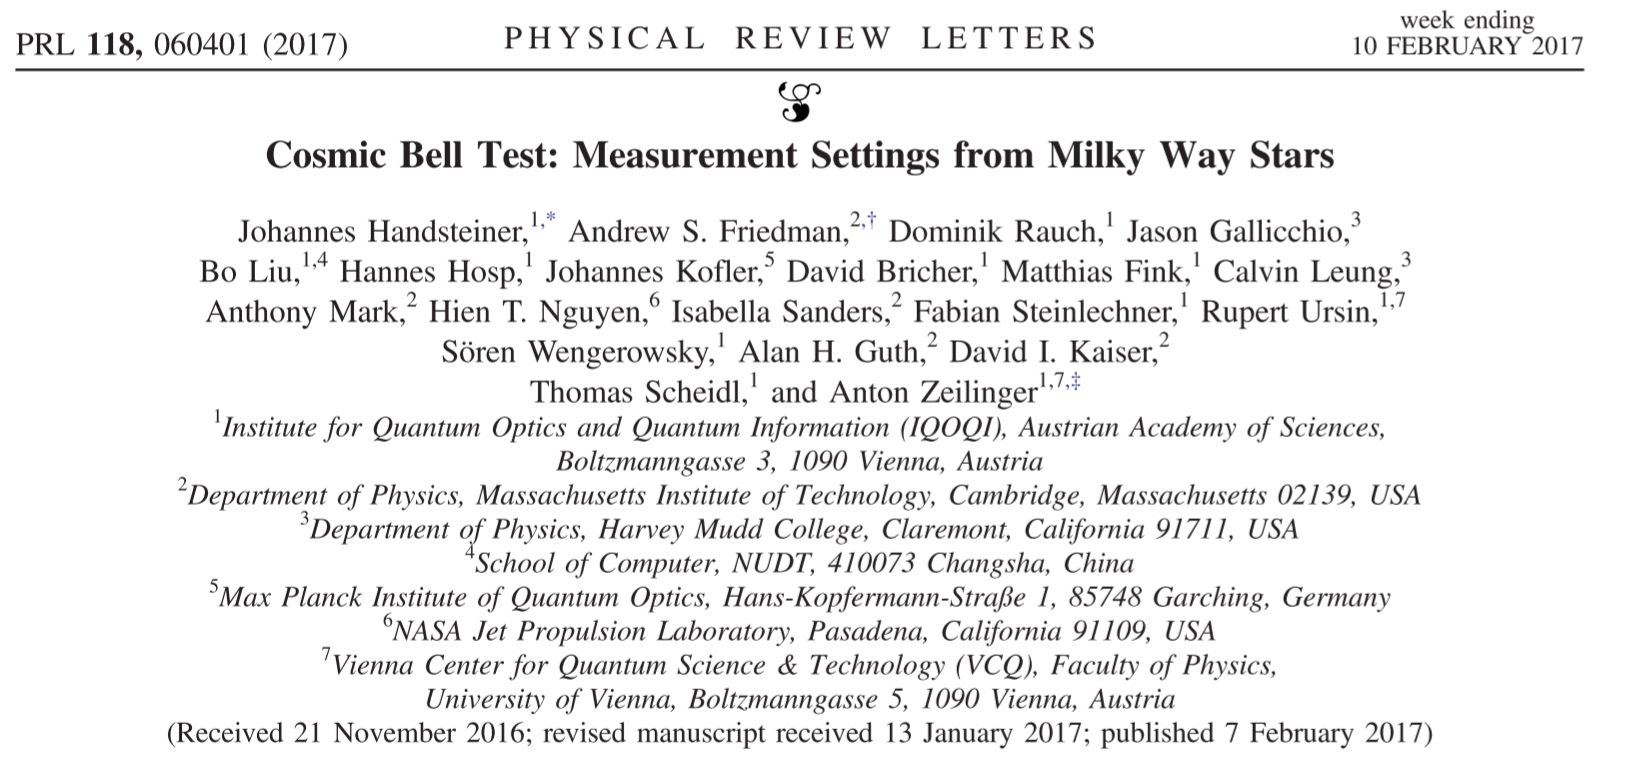 PRL 118, 060401 (2017)
PHYSICAL REVIEW LETTERS
week ending
10 FEBRUARY 2017
Cosmic Bell Test: Measurement Settings from Milky Way Stars
Johannes Handsteiner,1,* Andrew S. Friedman,2,† Dominik Rauch,1 Jason Gallicchio,3
Bo Liu,1,4 Hannes Hosp,1 Johannes Kofler,5 David Bricher,1 Matthias Fink,1 Calvin Leung,3
Anthony Mark,2 Hien T. Nguyen,6 Isabella Sanders,2 Fabian Steinlechner,1 Rupert Ursin,1,7
Sören Wengerowsky,1 Alan H. Guth,2 David I. Kaiser,2
Thomas Scheidl,1 and Anton Zeilinger1,7,‡
1Institute for Quantum Optics and Quantum Information (IQOQI), Austrian Academy of Sciences,
Boltzmanngasse 3, 1090 Vienna, Austria
2Department of Physics, Massachusetts Institute of Technology, Cambridge, Massachusetts 02139, USA
3Department of Physics, Harvey Mudd College, Claremont, California 91711, USA
4School of Computer, NUDT, 410073 Changsha, China
5Max Planck Institute of Quantum Optics, Hans-Kopfermann-Straße 1, 85748 Garching, Germany
6NASA Jet Propulsion Laboratory, Pasadena, California 91109, USA
7Vienna Center for Quantum Science & Technology (VCQ), Faculty of Physics,
University of Vienna, Boltzmanngasse 5, 1090 Vienna, Austria
(Received 21 November 2016; revised manuscript received 13 January 2017; published 7 February 2017)